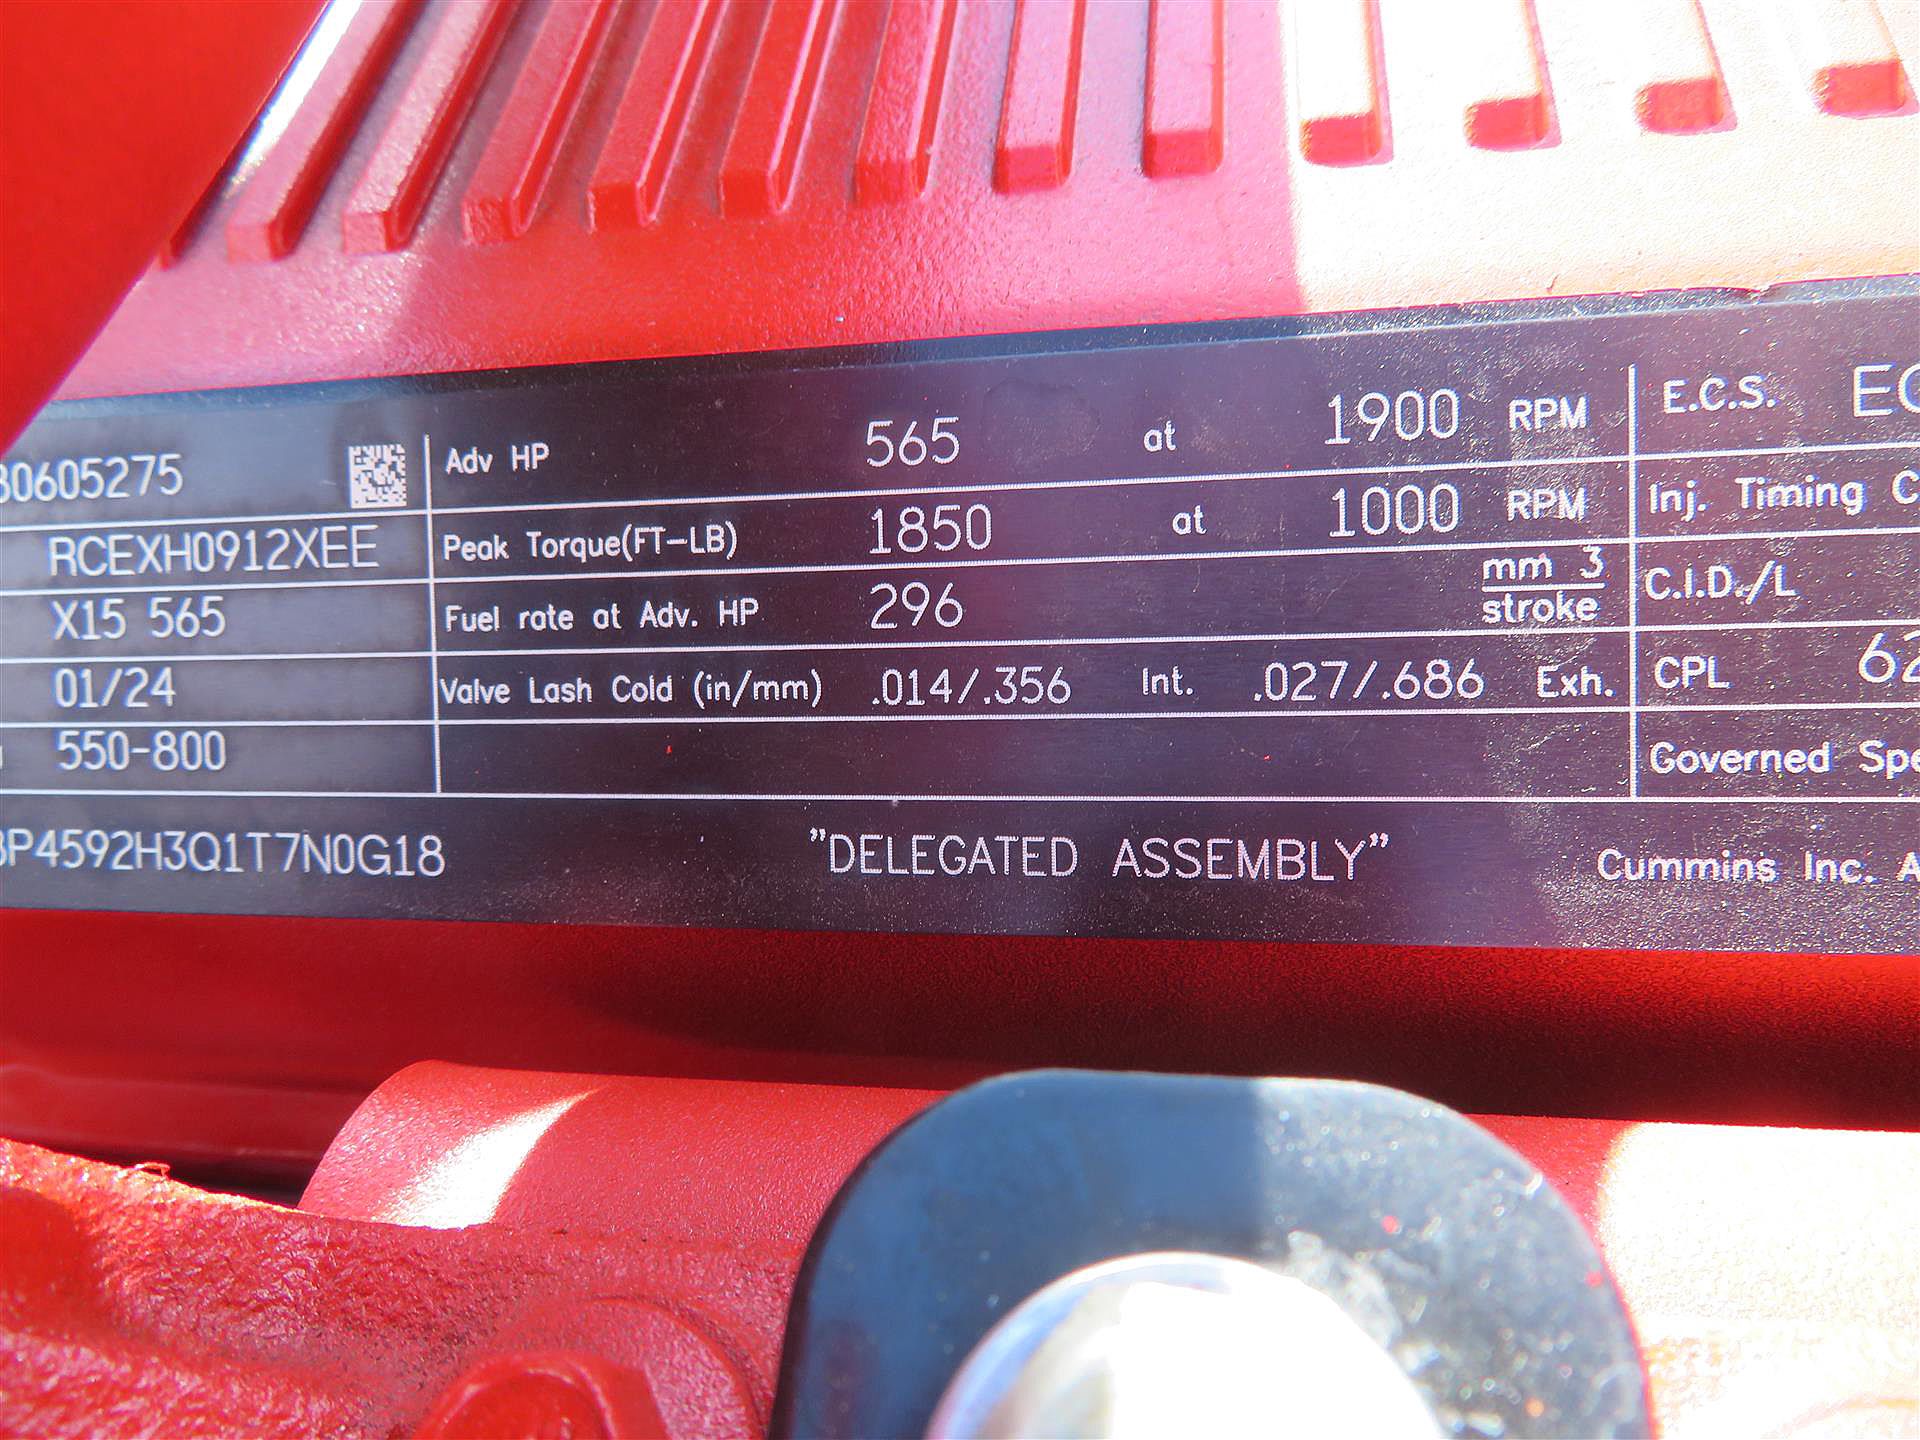 80605275 Adv HP 565 at 1900 RPM E.C.S.
RCEXH0912XEE Peak Torque(FT-LB) 1850 at 1000 RPM Inj. Timing
X15 565 Fuel rate at Adv. HP 296 mm 3 stroke C.I.D./L
01/24 Valve Lash Cold (in/mm) .014/.356 Int. .027/.686 Exh. CPL
550-800 Governed
P4592H3Q1T7N0G18 "DELEGATED ASSEMBLY" Cummins Inc.